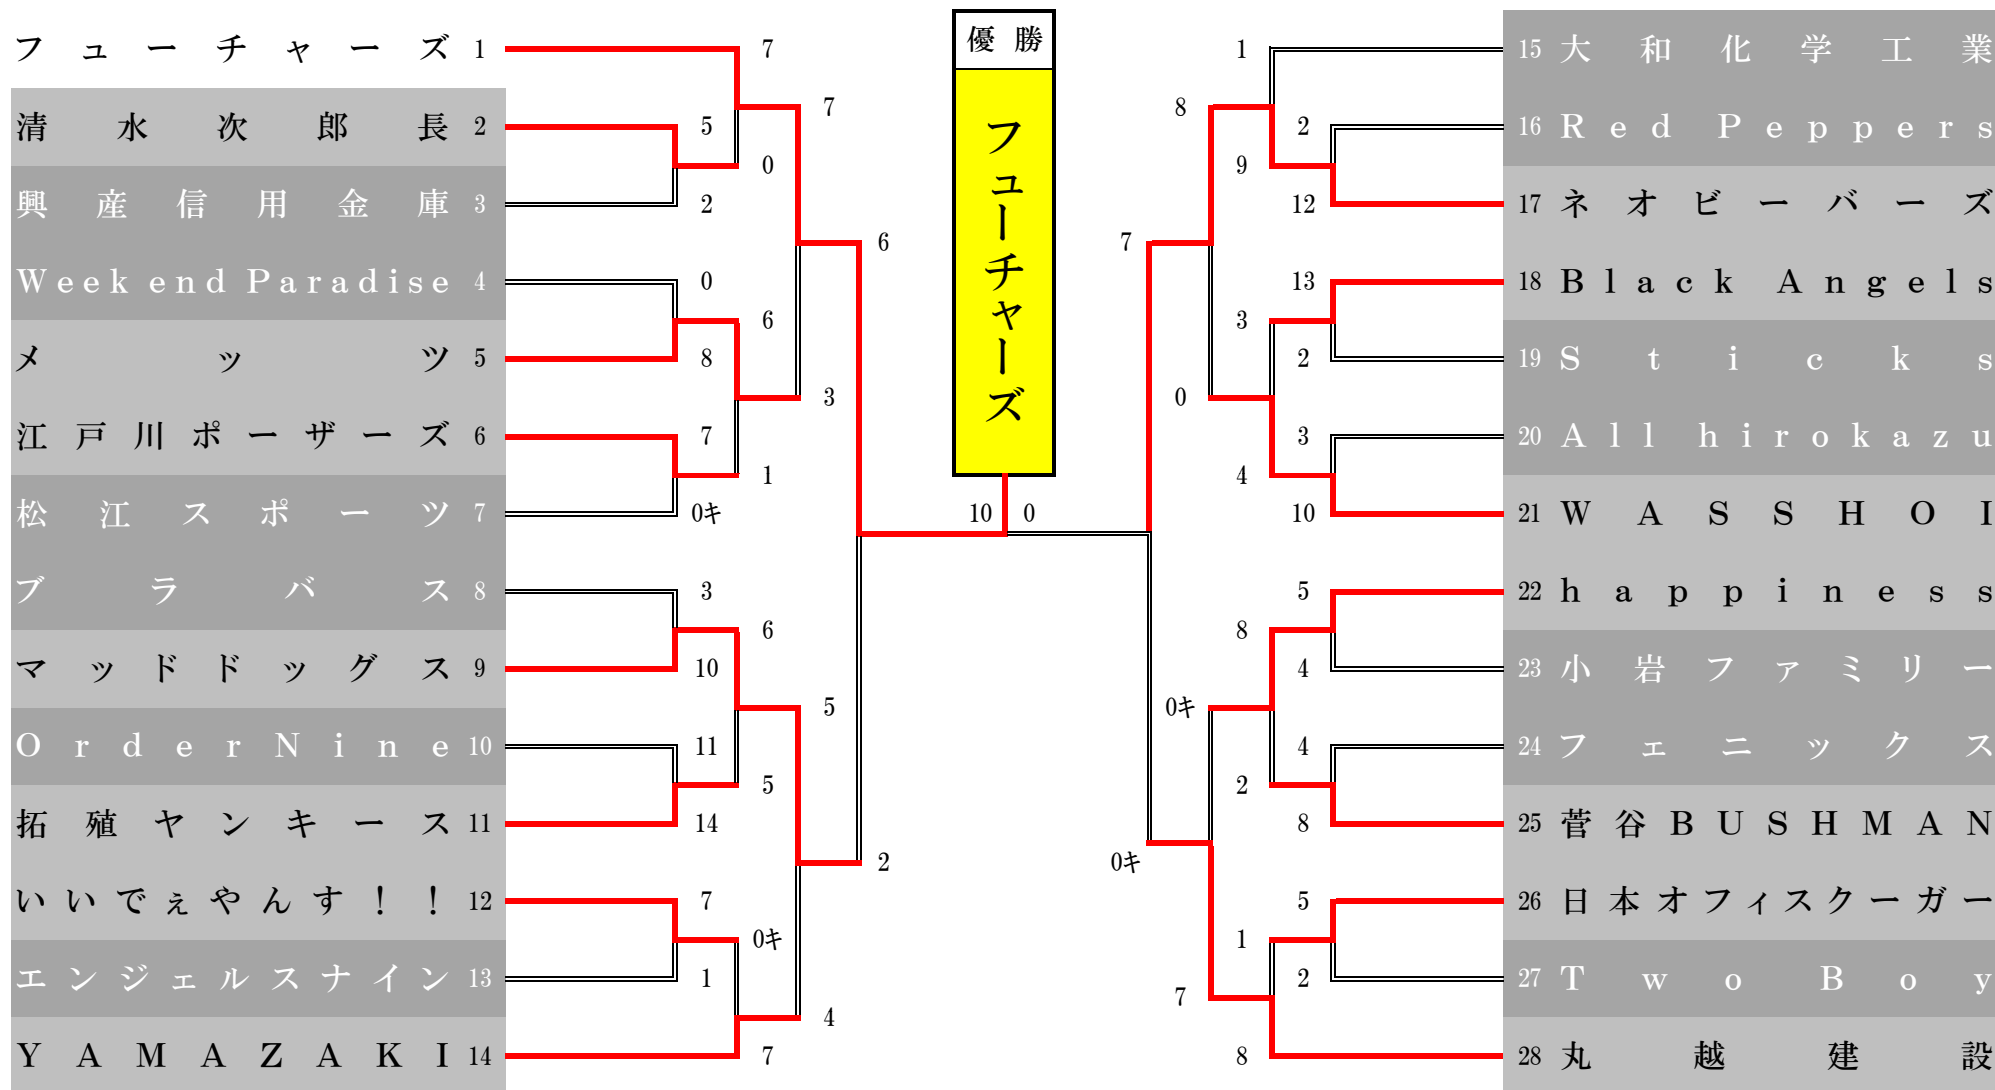 優勝
フューチャーズ
10 0
フューチャーズ 1
清水次郎長 2
興産信用金庫 3
Weekend Paradise 4
メッツ 5
江戸川ポーザーズ 6
松江スポーツ 7
ブラバス 8
マッドドッグス 9
OrderNine 10
拓殖ヤンキース 11
いいでぇやんす！！ 12
エンジェルスナイン 13
YAMAZAKI 14
7
5
0
2
0
6
8
7
1
0キ
3
6
10
11
5
14
7
0キ
1
7
7
3
5
4
6
2
15 大和化学工業
16 Red Peppers
17 ネオビーバーズ
18 Black Angels
19 Sticks
20 All hirokazu
21 WASSHOI
22 happiness
23 小岩ファミリー
24 フェニックス
25 菅谷BUSHMAN
26 日本オフィスクーガー
27 Two Boy
28 丸越建設
1
2
9
12
13
3
2
3
4
10
5
8
4
4
2
8
5
1
2
8
8
0
0キ
7
7
0キ